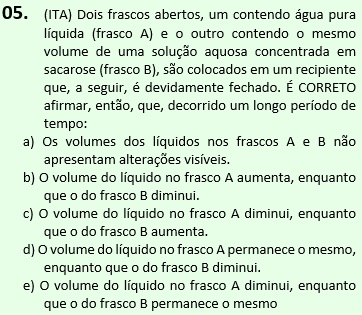 05. (ITA) Dois frascos abertos, um contendo água pura
líquida (frasco A) e o outro contendo o mesmo
volume de uma solução aquosa concentrada em
sacarose (frasco B), são colocados em um recipiente
que, a seguir, é devidamente fechado. É CORRETO
afirmar, então, que, decorrido um longo período de
tempo:
a) Os volumes dos líquidos nos frascos A e B não
apresentam alterações visíveis.
b) O volume do líquido no frasco A aumenta, enquanto
que o do frasco B diminui.
c) O volume do líquido no frasco A diminui, enquanto
que o do frasco B aumenta.
d) O volume do líquido no frasco A permanece o mesmo,
enquanto que o do frasco B diminui.
e) O volume do líquido no frasco A diminui, enquanto
que o do frasco B permanece o mesmo